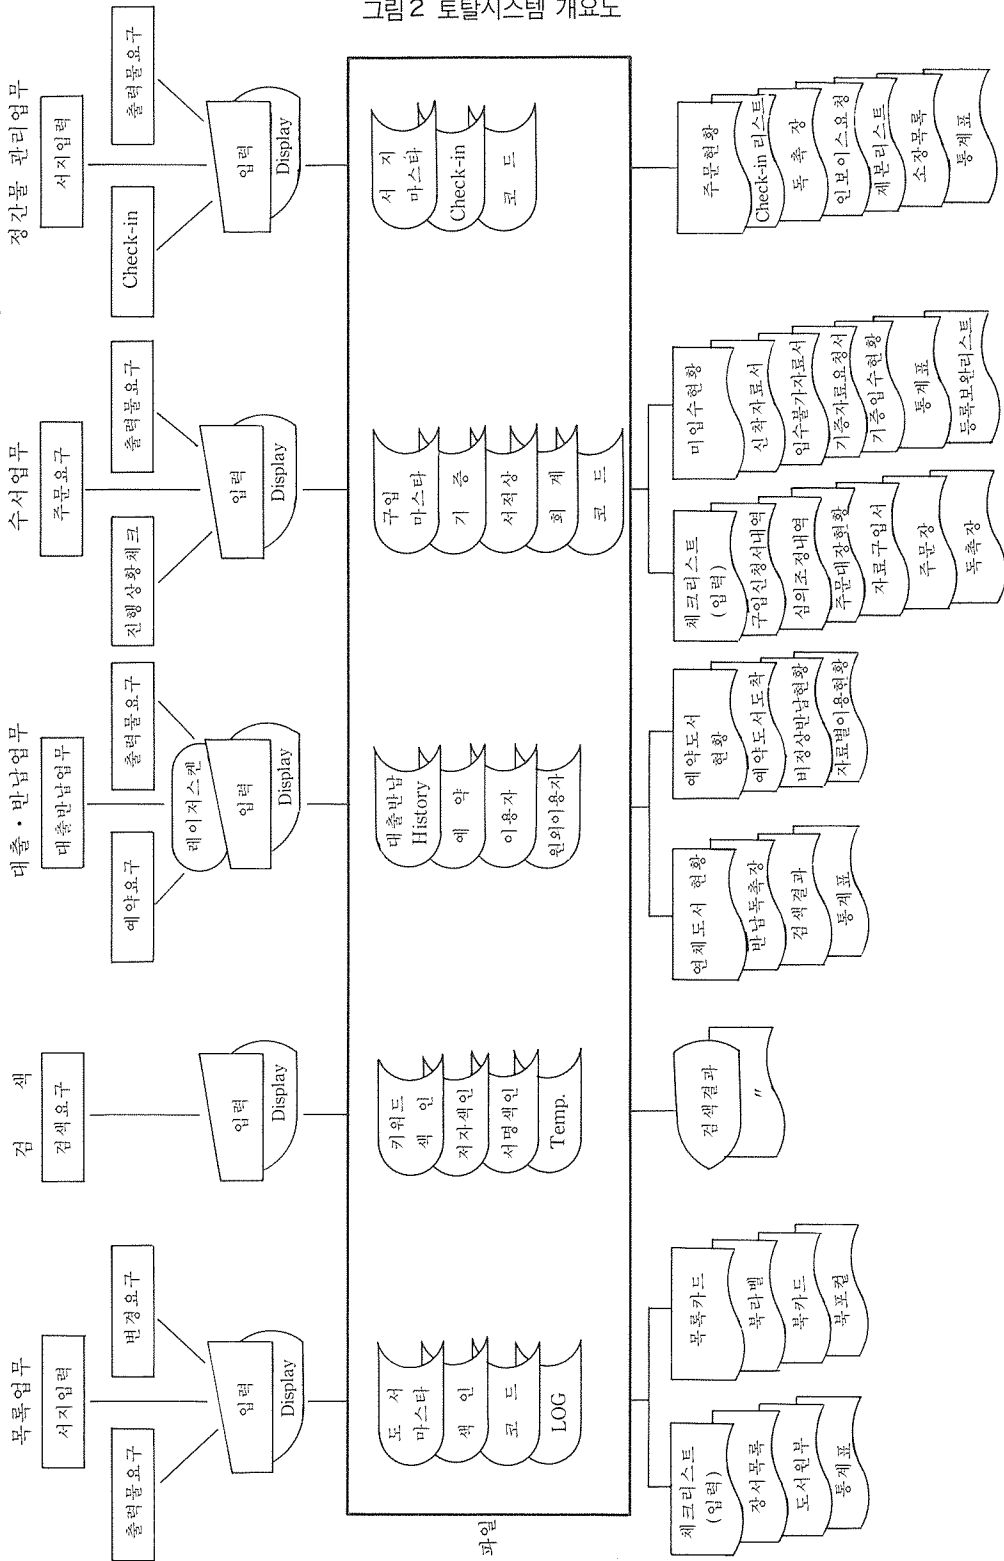 그림 2 토탈시스템 개요도
목록업무
서지입력
출력물요구
변경요구
입력
Display
도 서
마스타
색 인
코 드
LOG
체크리스트
(입력)
장서목록
도서원부
통계표
목록카드
북라벨
북카드
북포켙
검 색
검색요구
입력
Display
키워드
색 인
저자색인
서명색인
Temp.
검색결과
〃
대출・반납업무
대출반납업무
예약요구
출력물요구
레이저스켄
입력
Display
대출반납
History
예 약
이용자
원외이용자
연체도서 현황
반납독촉장
검색결과
통계표
예약도서
현황
예약도서도착
비정상반납현황
자료별이용현황
수서업무
주문요구
진행상황체크
출력물요구
입력
Display
구입
마스타
기 증
서적상
회 계
코 드
체크리스트
(입력)
구입신청서내역
심의조정내역
주문대장현황
자료구입서
주문장
독촉장
미입수현황
신착자료서
입수불가자료서
기증자료요청서
기증입수현황
통계표
등록보완리스트
정간물 관리업무
서지입력
Check-in
출력물요구
입력
Display
서 지
마스타
Check-in
코 드
주문현황
Check-in 리스트
독 촉 장
인보이스요청
제본리스트
소장목록
통계표
파일